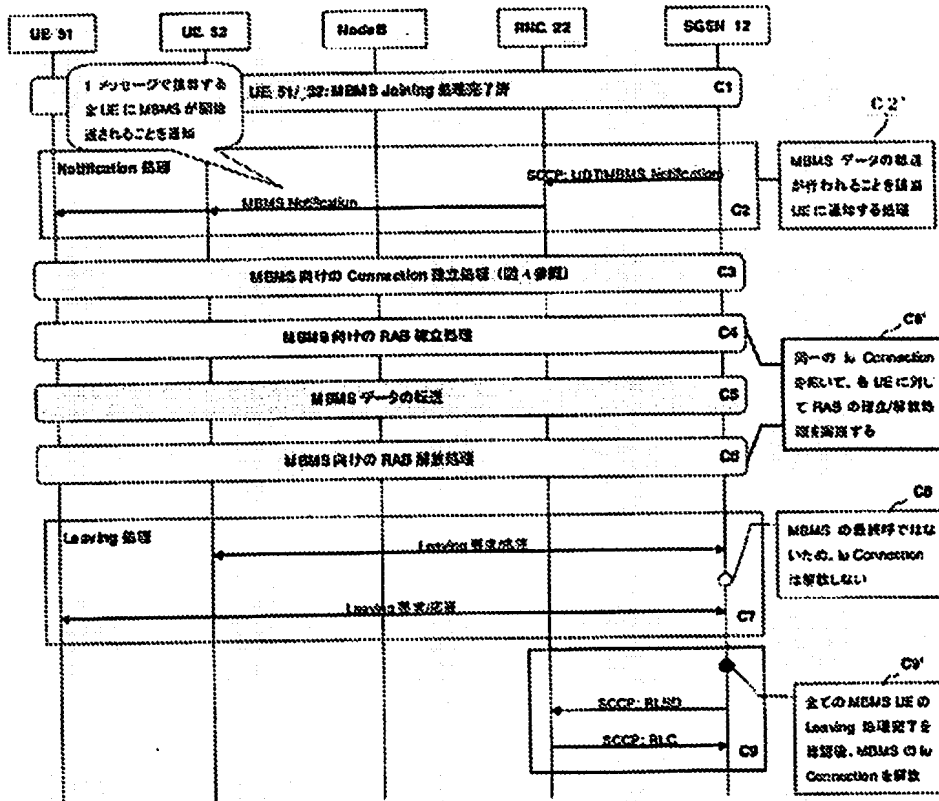 UE 51
UE 52
NodeB
RNC 22
SGSN 12
UE 51/ 52: MBMS Joining 処理完了済
C1
1 メッセージで該当する
全 UE に MBMS が開始
されることを通知
C2'
Notification 処理
SCCP: UDT(MBMS Notification)
MBMS Notification
C2
MBMS データの転送
が行われることを該当
UE に通知する処理
MBMS 向けの Connection 確立処理 (図 4 参照)
C3
MBMS 向けの RAB 確立処理
C4
MBMS データの転送
C5
MBMS 向けの RAB 解放処理
C6
同一の Iu Connection
を用いて、各 UE に対し
て RAB の確立/解放処
理を実施する
Leaving 処理
Leaving 要求/応答
Leaving 要求/応答
C7
C8
MBMS の最終呼ではな
いため、Iu Connection
は解放しない
SCCP: RLSD
SCCP: RLC
C9
C9'
全ての MBMS UE の
Leaving 処理完了を
確認後、MBMS の Iu
Connection を解放